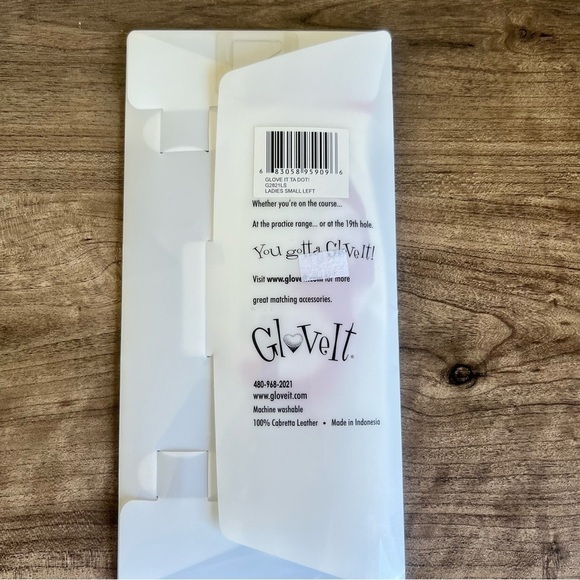 6 83058 95909 6
GLOVE IT TA DOT!
G2821LS
LADIES SMALL LEFT
Whether you're on the course...
At the practice range... or at the 19th hole.
You gotta GloveIt!
Visit www.glove for more
great matching accessories.
GloveIt®
480-968-2021
www.gloveit.com
Machine washable
100% Cabretta Leather • Made in Indonesia